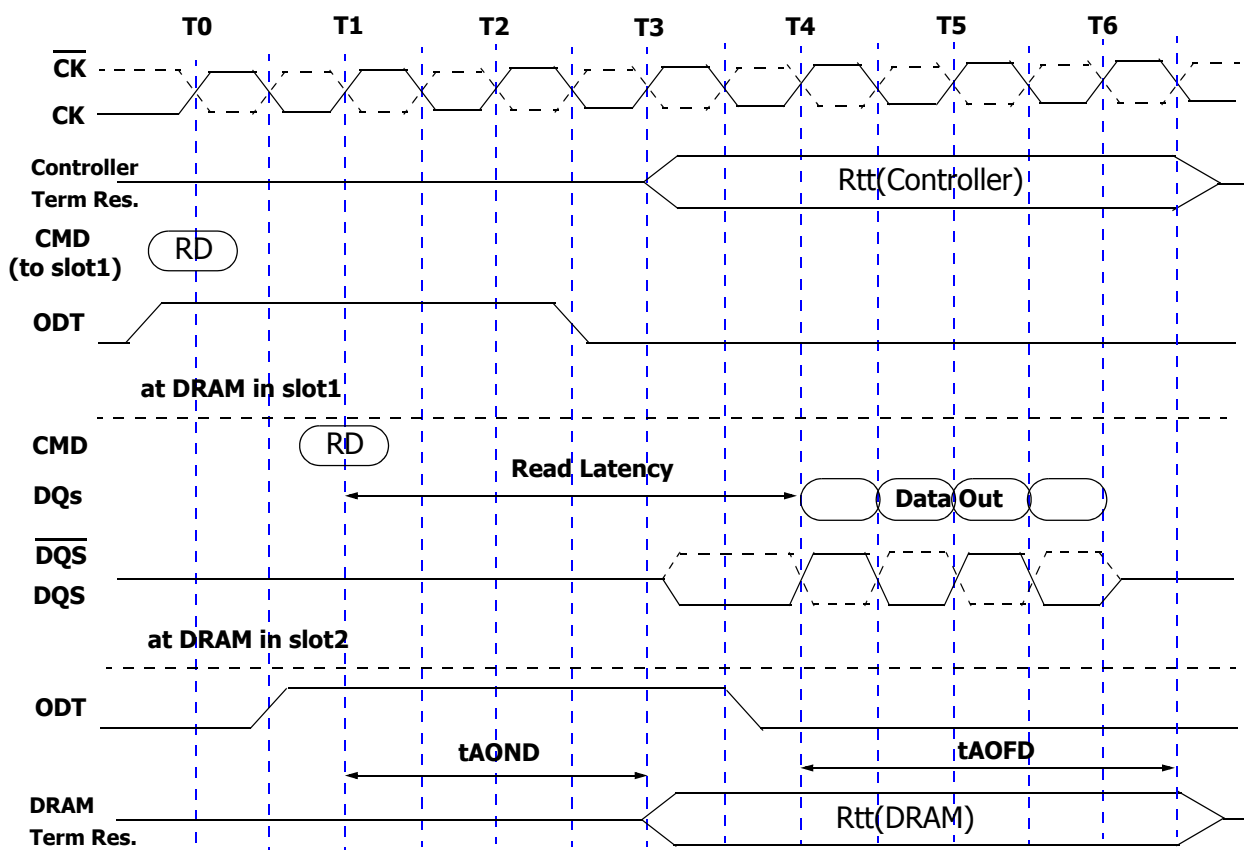 T0 T1 T2 T3 T4 T5 T6
CK
CK
Controller
Term Res.
Rtt(Controller)
CMD
(to slot1)
RD
ODT
at DRAM in slot1
CMD
RD
Read Latency
DQs
Data Out
DQS
DQS
at DRAM in slot2
ODT
tAOND
tAOFD
DRAM
Term Res.
Rtt(DRAM)